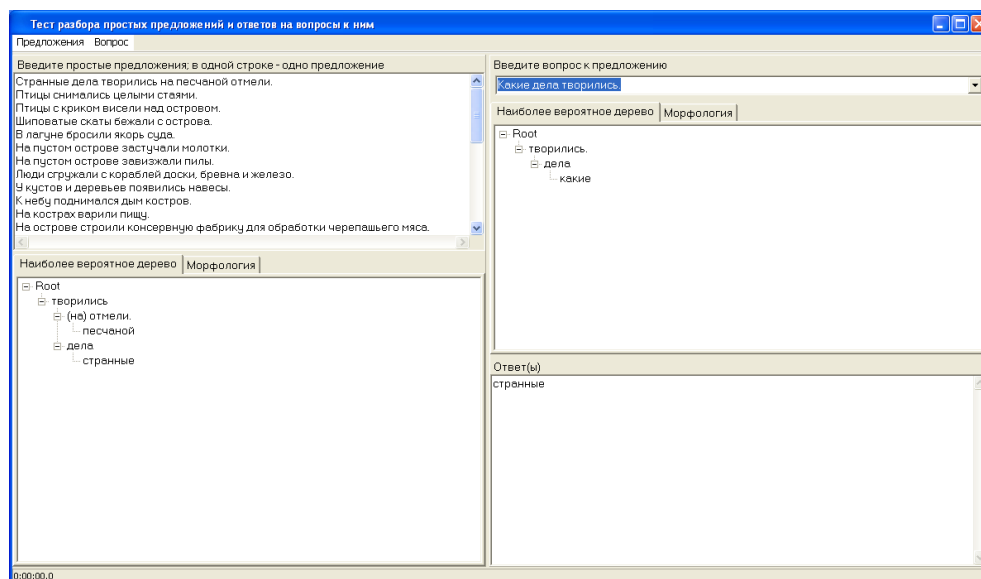 Тест разбора простых предложений и ответов на вопросы к ним
Предложения Вопрос
Введите простые предложения; в одной строке - одно предложение
Странные дела творились на песчаной отмели.
Птицы снимались целыми стаями.
Птицы с криком висели над островом.
Шиповатые скаты бежали с острова.
В лагуне бросили якорь суда.
На пустом острове застучали молотки.
На пустом острове завизжали пилы.
Люди сгружали с кораблей доски, бревна и железо.
У кустов и деревьев появились навесы.
К небу поднимался дым костров.
На кострах варили пищу.
На острове строили консервную фабрику для обработки черепашьего мяса.
Наиболее вероятное дерево Морфология
Root
творились
(на) отмели.
песчаной
дела
странные
Введите вопрос к предложению
Какие дела творились.
Наиболее вероятное дерево Морфология
Root
творились.
дела
какие
Ответ(ы)
странные
0:00:00.0